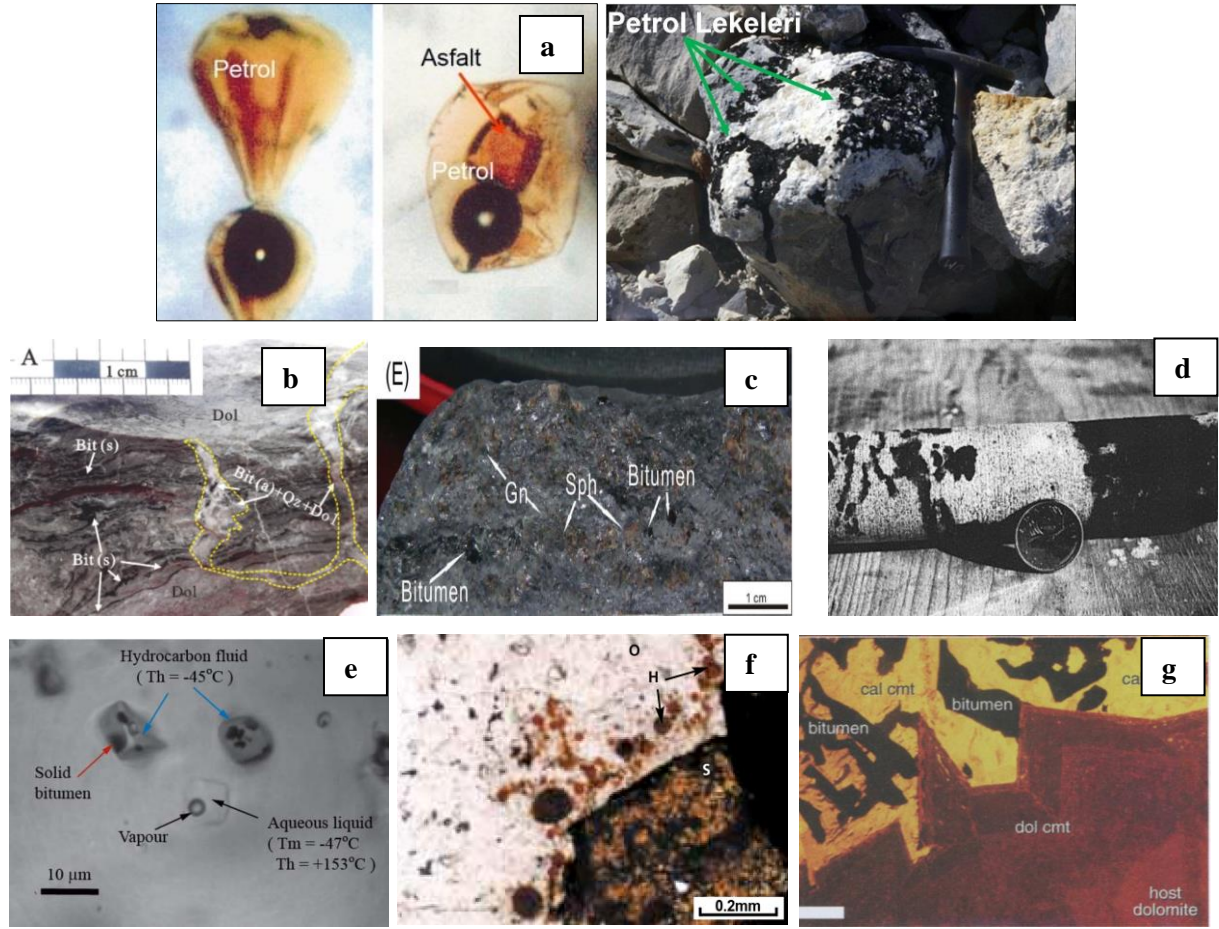 Petrol
Asfalt
Petrol
a
Petrol Lekeleri
A
1 cm
b
Dol
Bit (s)
Bit(a)+Qz+Dol
Bit(s)
Dol
(E)
c
Gn
Sph
Bitumen
Bitumen
1 cm
d
Hydrocarbon fluid
( Th = -45°C )
e
Solid
bitumen
Vapour
Aqueous liquid
( Tm = -47°C
Th = +153°C )
10 μm
O
H
f
S
0.2mm
g
cal cmt
bitumen
ca
bitumen
dol cmt
host
dolomite